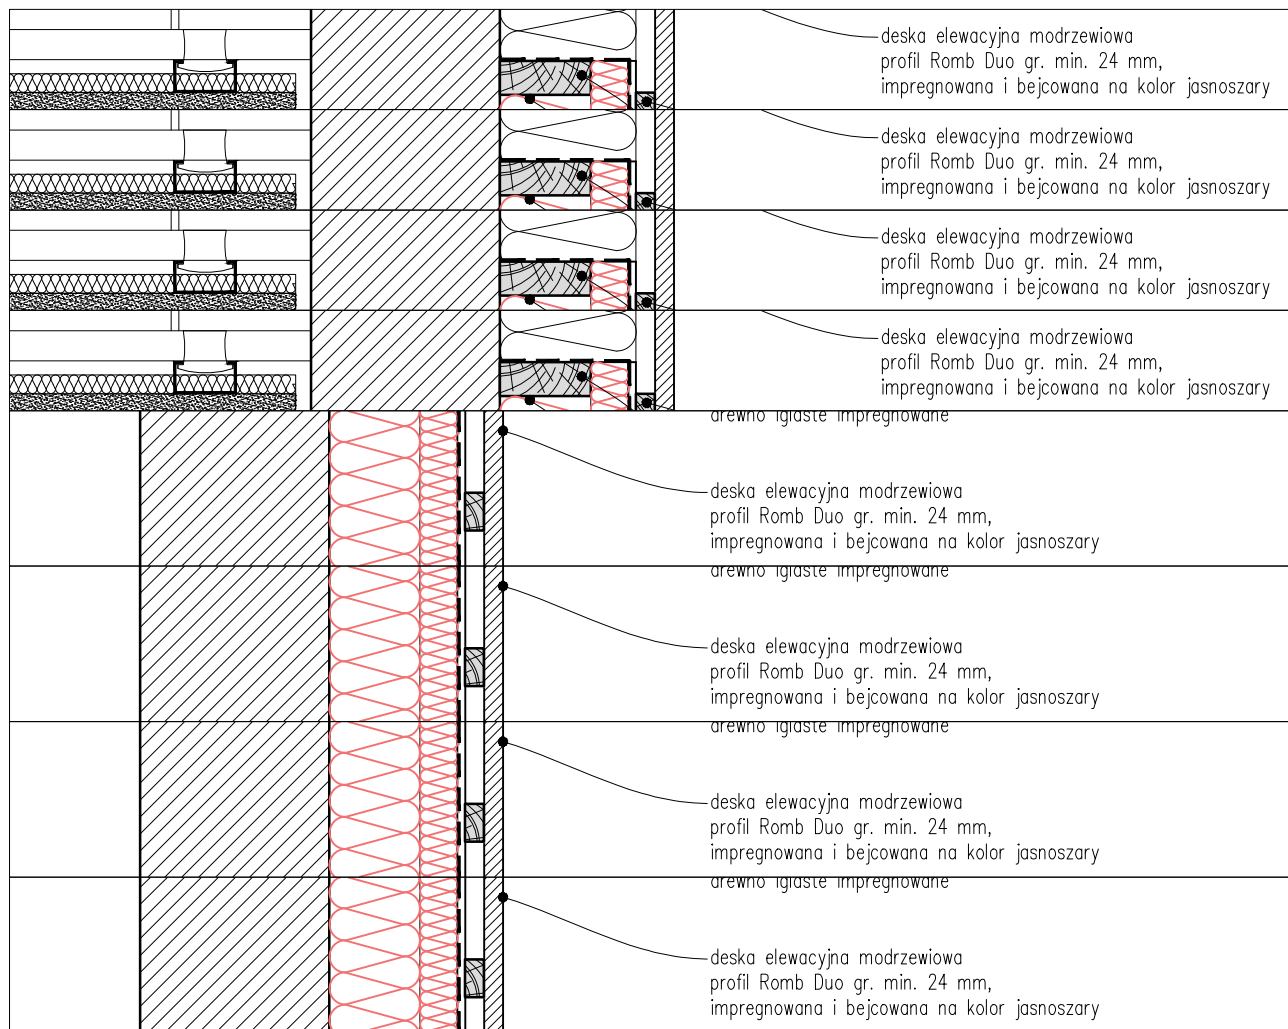 deska elewacyjna modrzewiowa
profil Romb Duo gr. min. 24 mm,
impregnowana i bejcowana na kolor jasnoszary
deska elewacyjna modrzewiowa
profil Romb Duo gr. min. 24 mm,
impregnowana i bejcowana na kolor jasnoszary
deska elewacyjna modrzewiowa
profil Romb Duo gr. min. 24 mm,
impregnowana i bejcowana na kolor jasnoszary
deska elewacyjna modrzewiowa
profil Romb Duo gr. min. 24 mm,
impregnowana i bejcowana na kolor jasnoszary
drewno iglaste impregnowane
deska elewacyjna modrzewiowa
profil Romb Duo gr. min. 24 mm,
impregnowana i bejcowana na kolor jasnoszary
drewno iglaste impregnowane
deska elewacyjna modrzewiowa
profil Romb Duo gr. min. 24 mm,
impregnowana i bejcowana na kolor jasnoszary
drewno iglaste impregnowane
deska elewacyjna modrzewiowa
profil Romb Duo gr. min. 24 mm,
impregnowana i bejcowana na kolor jasnoszary
drewno iglaste impregnowane
deska elewacyjna modrzewiowa
profil Romb Duo gr. min. 24 mm,
impregnowana i bejcowana na kolor jasnoszary